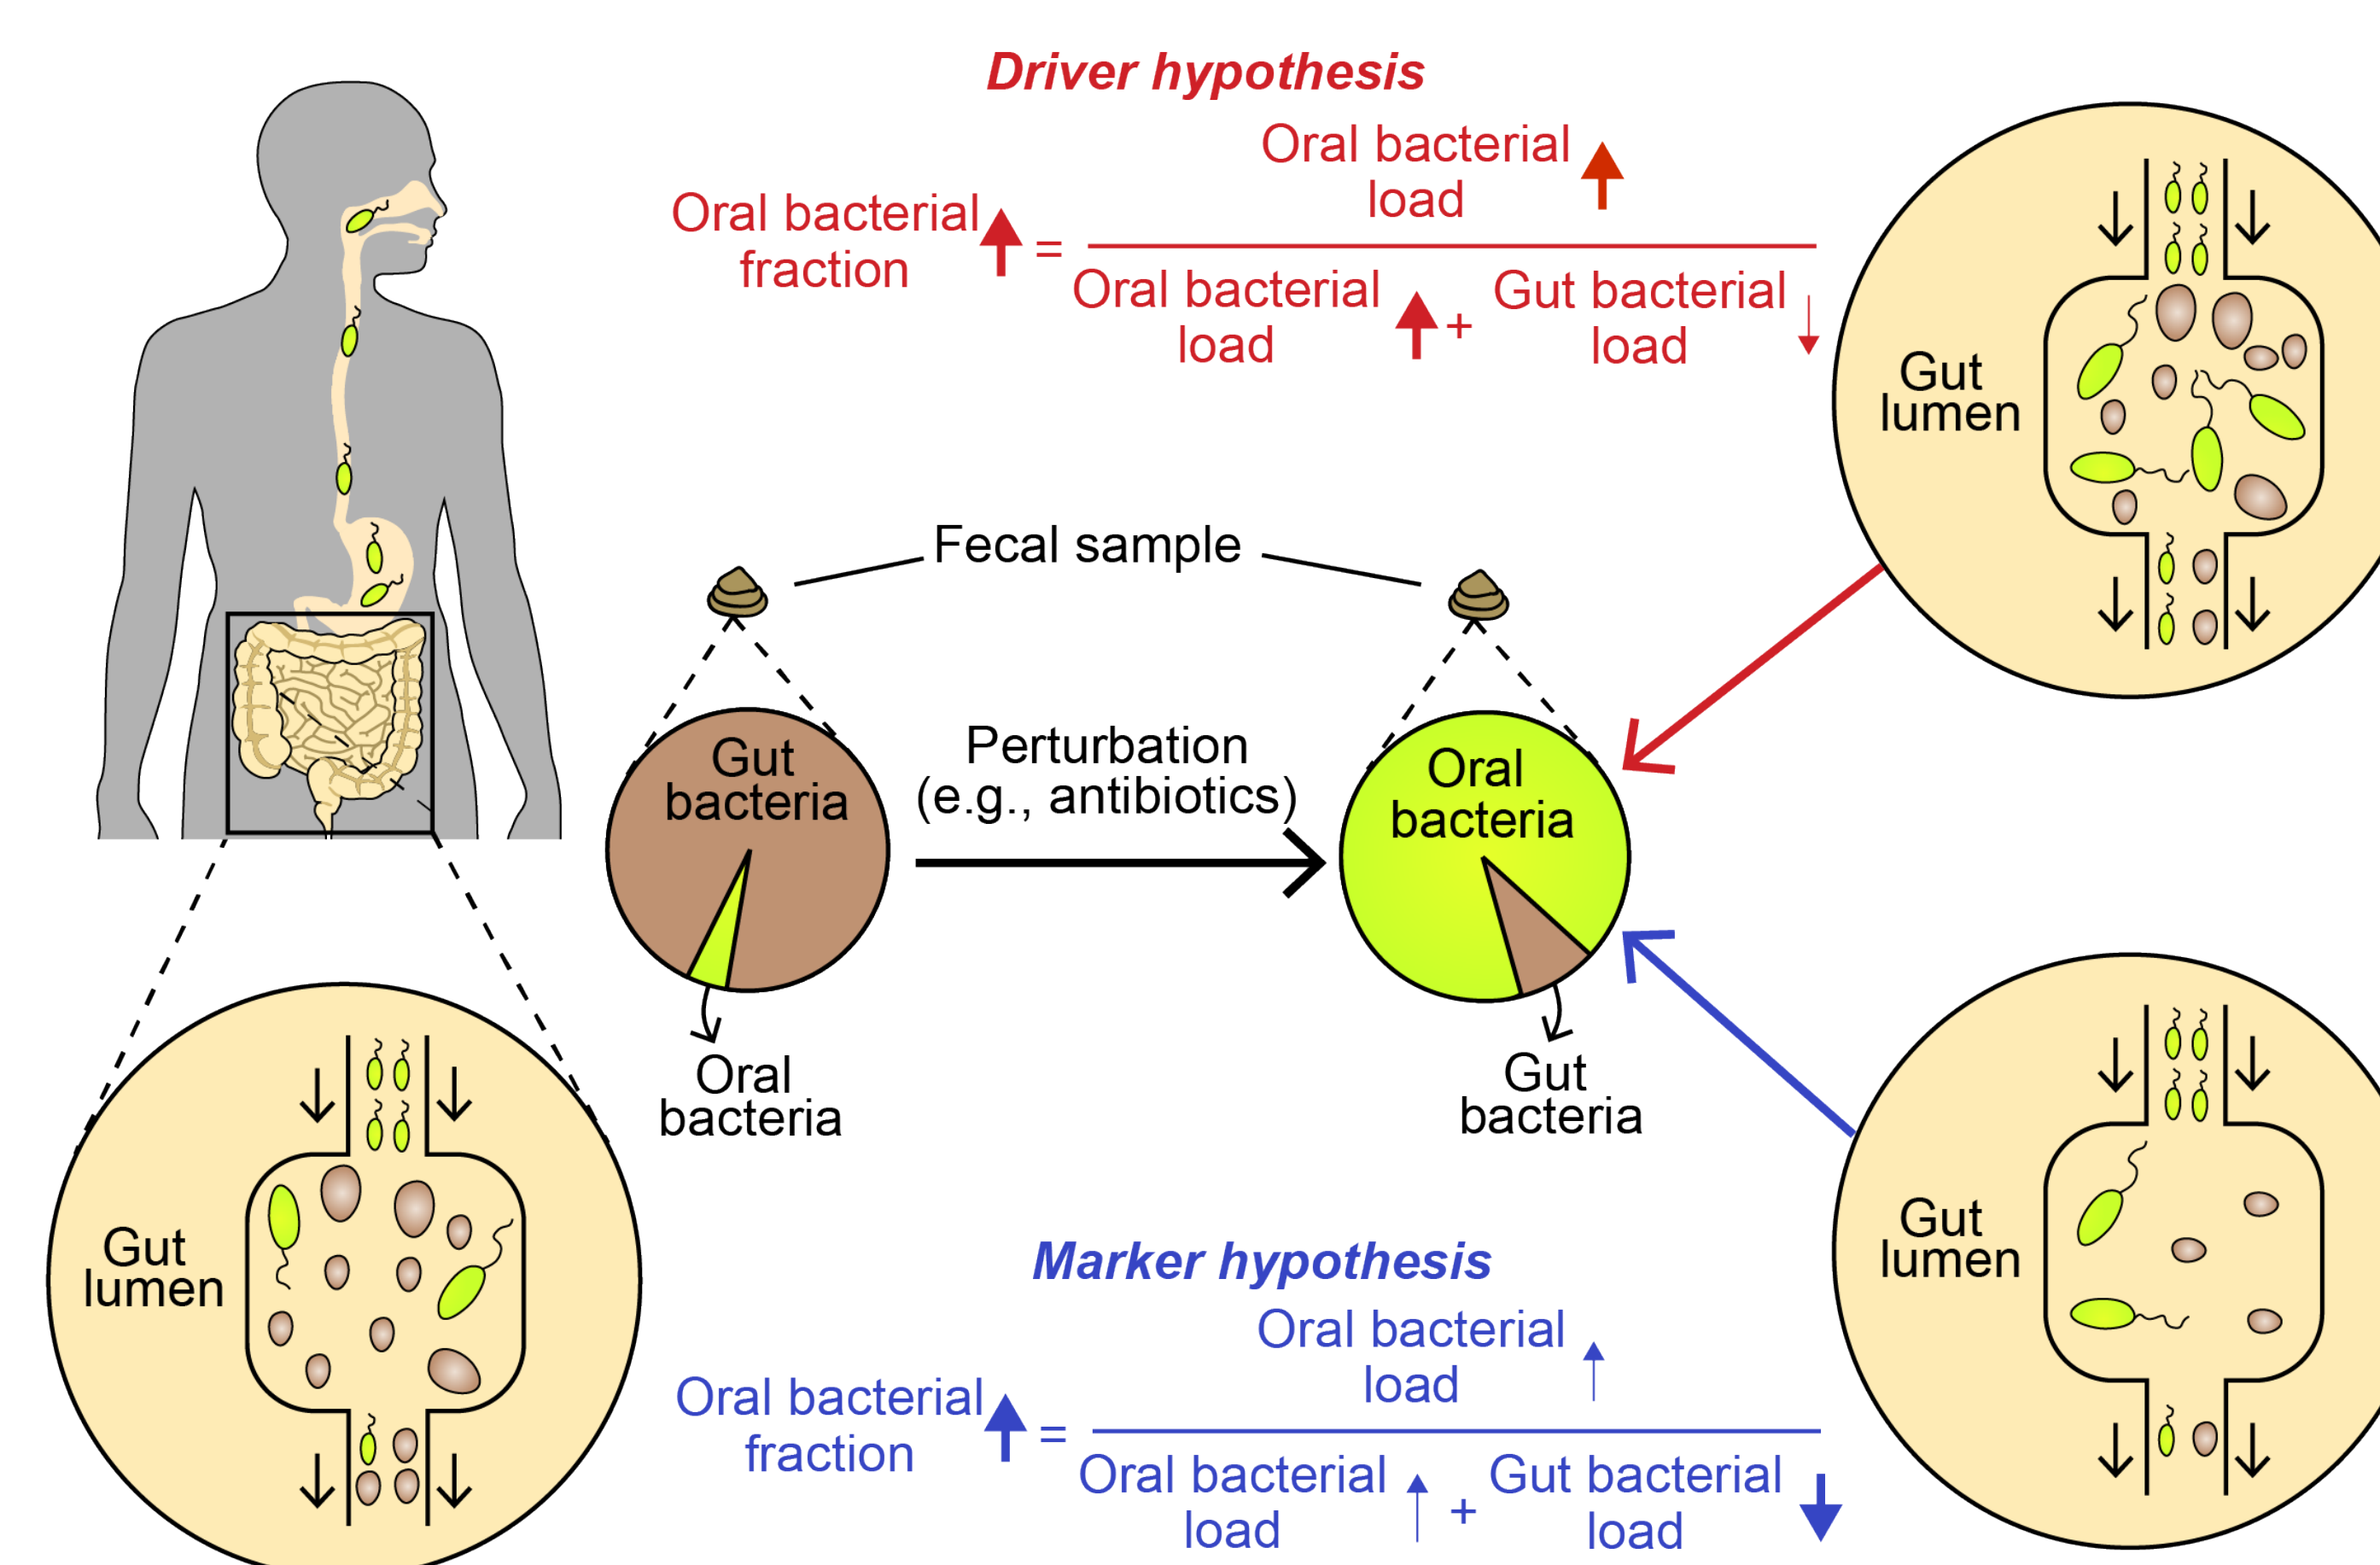 Driver hypothesis
Oral bacterial
load
Oral bacterial
fraction
=
Oral bacterial
load
+
Gut bacterial
load
Gut
lumen
Fecal sample
Gut
bacteria
Perturbation
(e.g., antibiotics)
Oral
bacteria
Oral
bacteria
Gut
bacteria
Gut
lumen
Gut
lumen
Marker hypothesis
Oral bacterial
load
Oral bacterial
fraction
=
Oral bacterial
load
+
Gut bacterial
load